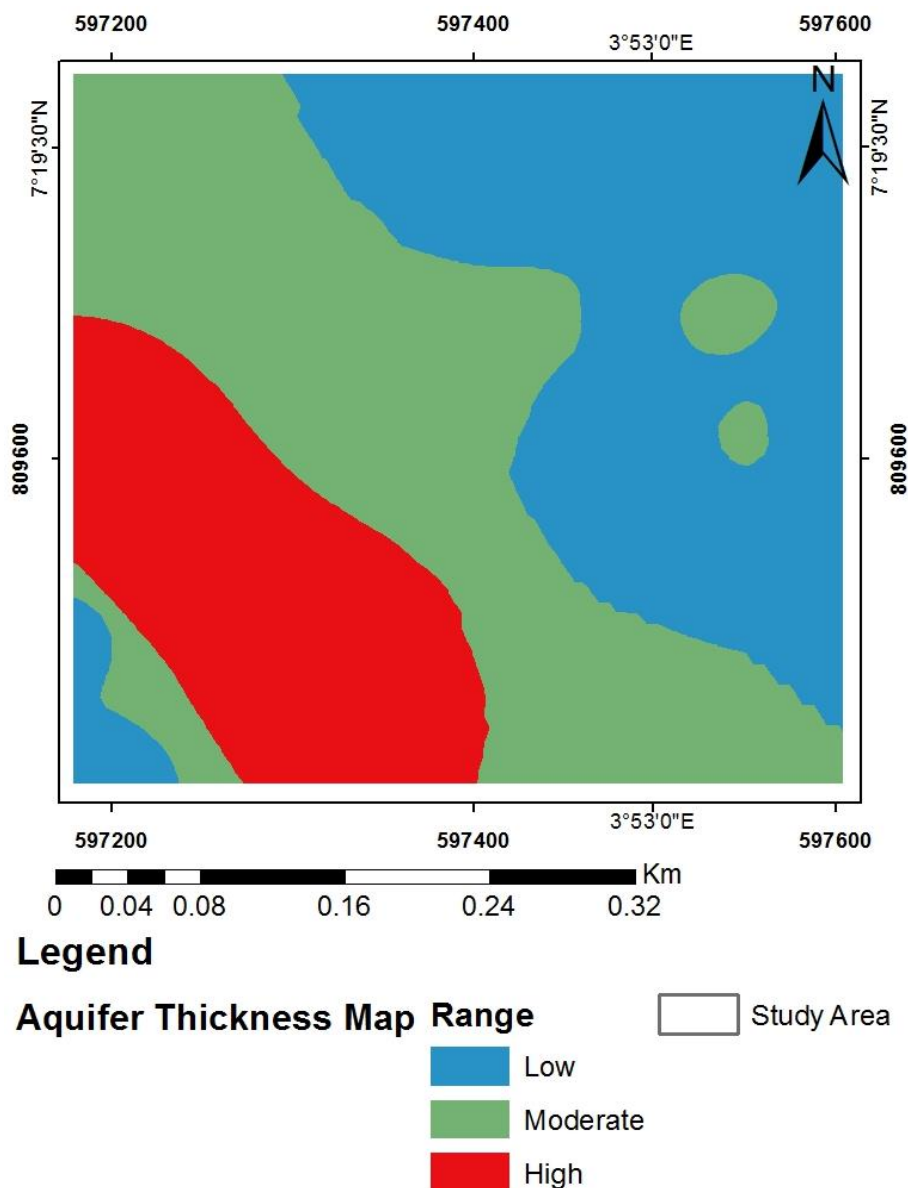 597200 597400 597600
3°53'0"E
N
7°19'30"N 7°19'30"N
809600 809600
3°53'0"E
597200 597400 597600
Km
0 0.04 0.08 0.16 0.24 0.32
Legend
Aquifer Thickness Map Range Study Area
Low
Moderate
High